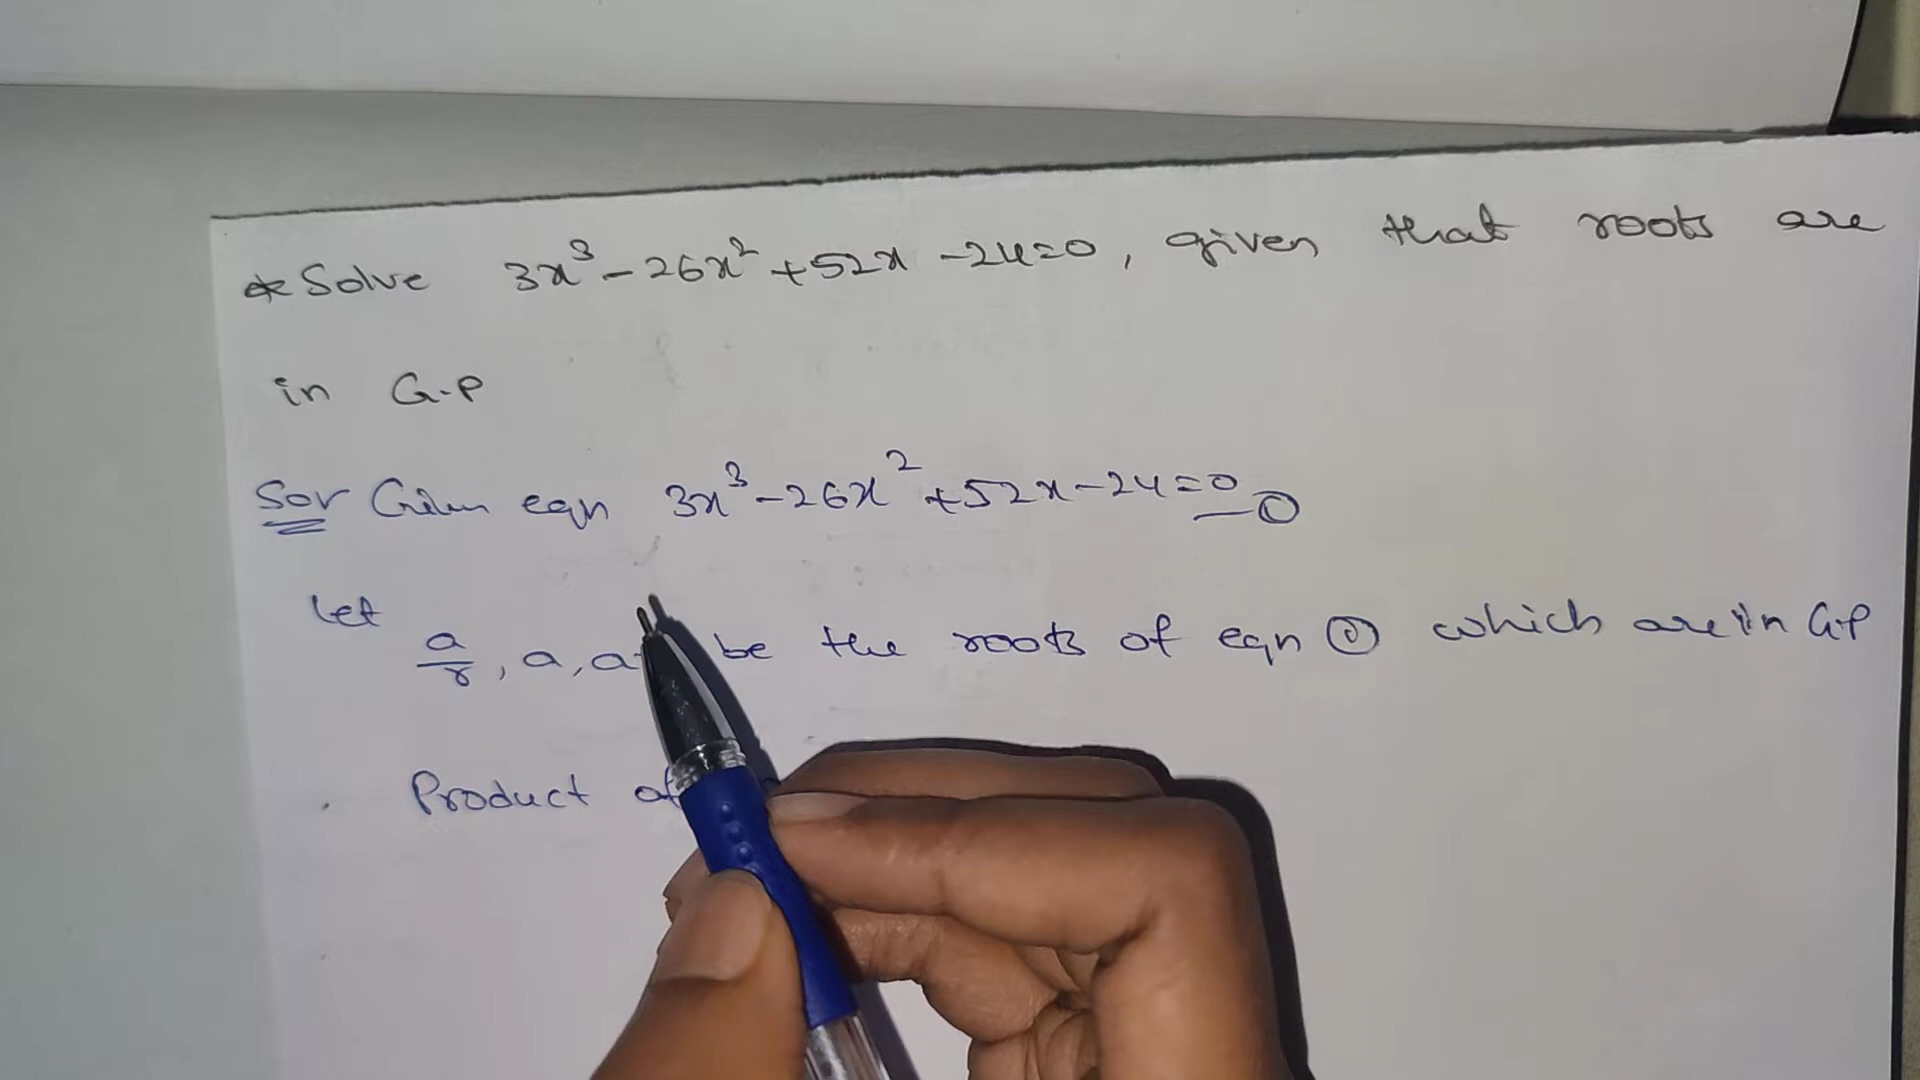 * Solve 3x³ - 26x² + 52x - 24 = 0, given that roots are
in G.P
Sol Given eqn 3x³ - 26x² + 52x - 24 = 0 — ①
Let a/r, a, a be the roots of eqn ① which are in G.P
Product of